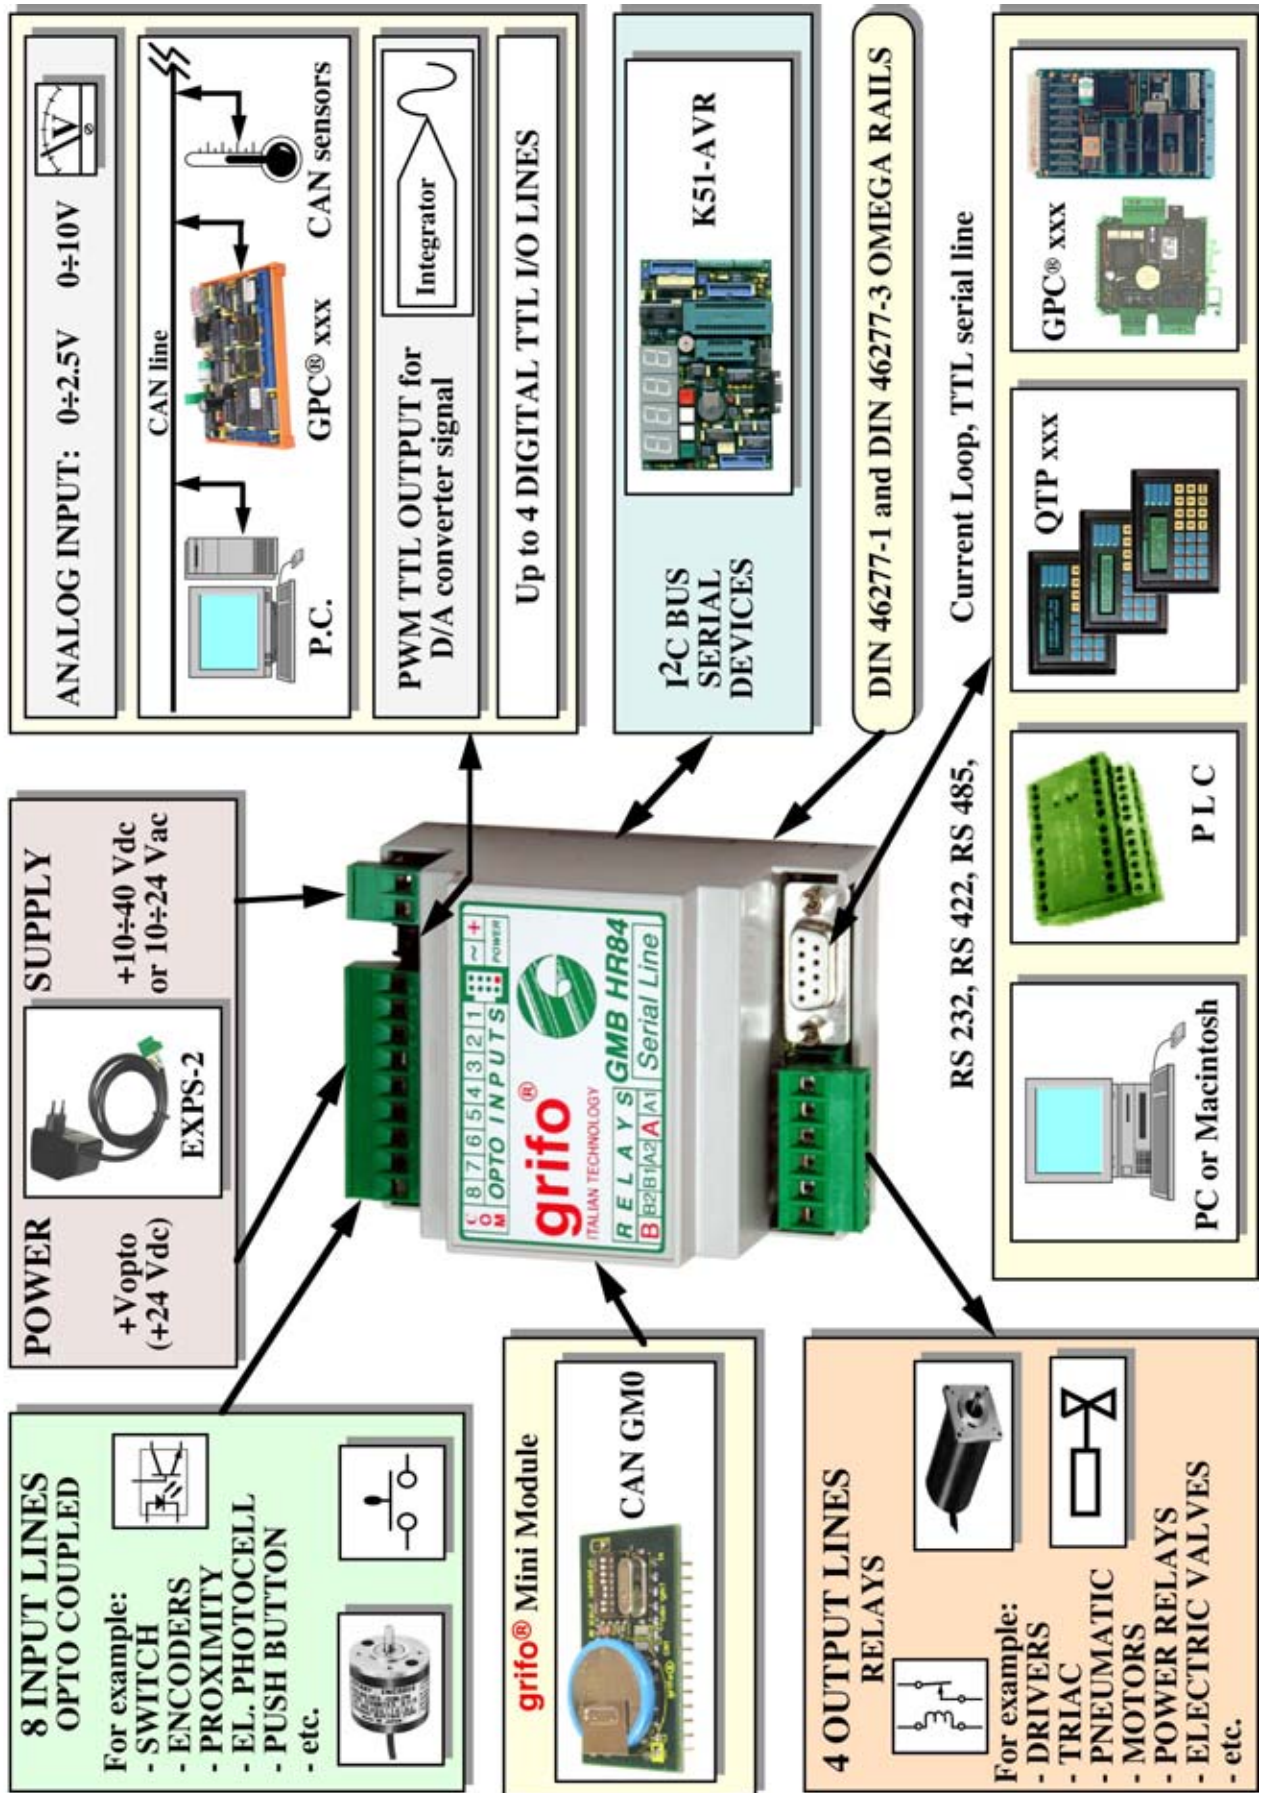 8 INPUT LINES
OPTO COUPLED
For example:
- SWITCH
- ENCODERS
- PROXIMITY
- EL. PHOTOCELL
- PUSH BUTTON
- etc.
POWER
SUPPLY
+Vopto
(+24 Vdc)
EXPS-2
+10÷40 Vdc
or 10÷24 Vac
ANALOG INPUT: 0÷2.5V 0÷10V
V
CAN line
P.C.
GPC® xxx
CAN sensors
PWM TTL OUTPUT for
D/A converter signal
Integrator
Up to 4 DIGITAL TTL I/O LINES
grifo® Mini Module
CAN GM0
COM 8 7 6 5 4 3 2 1 ~ +
OPTO INPUTS
POWER
grifo®
ITALIAN TECHNOLOGY
RELAYS GMB HR84
B B2 B1 A2 A A1 Serial Line
I2C BUS
SERIAL
DEVICES
K51-AVR
DIN 46277-1 and DIN 46277-3 OMEGA RAILS
4 OUTPUT LINES
RELAYS
For example:
- DRIVERS
- TRIAC
- PNEUMATIC
- MOTORS
- POWER RELAYS
- ELECTRIC VALVES
- etc.
RS 232, RS 422, RS 485,
Current Loop, TTL serial line
PC or Macintosh
P L C
QTP xxx
GPC® xxx